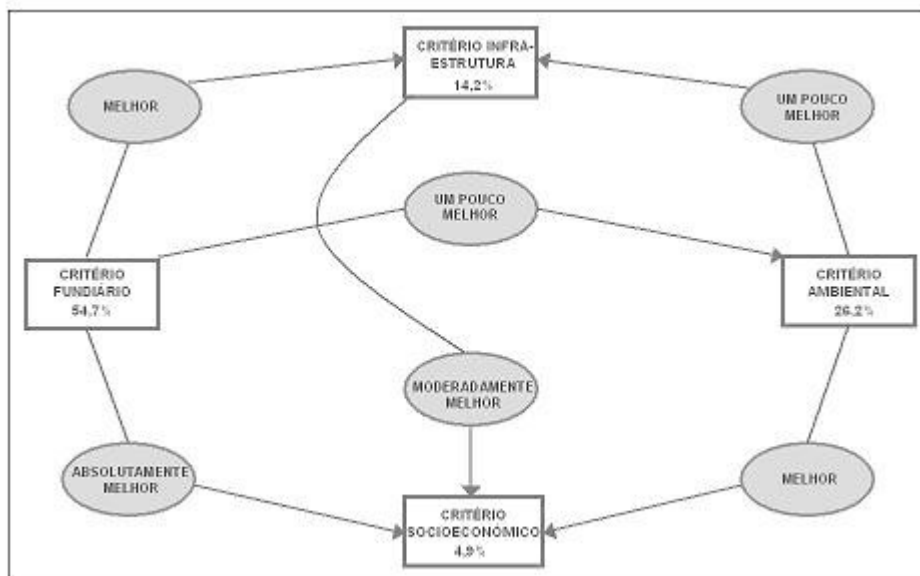 CRITÉRIO INFRA-
ESTRUTURA
14,2%
MELHOR
UM POUCO
MELHOR
UM POUCO
MELHOR
CRITÉRIO
FUNDIÁRIO
54,7%
CRITÉRIO
AMBIENTAL
26,2%
MODERADAMENTE
MELHOR
ABSOLUTAMENTE
MELHOR
MELHOR
CRITÉRIO
SOCIOECONÓMICO
4,9%